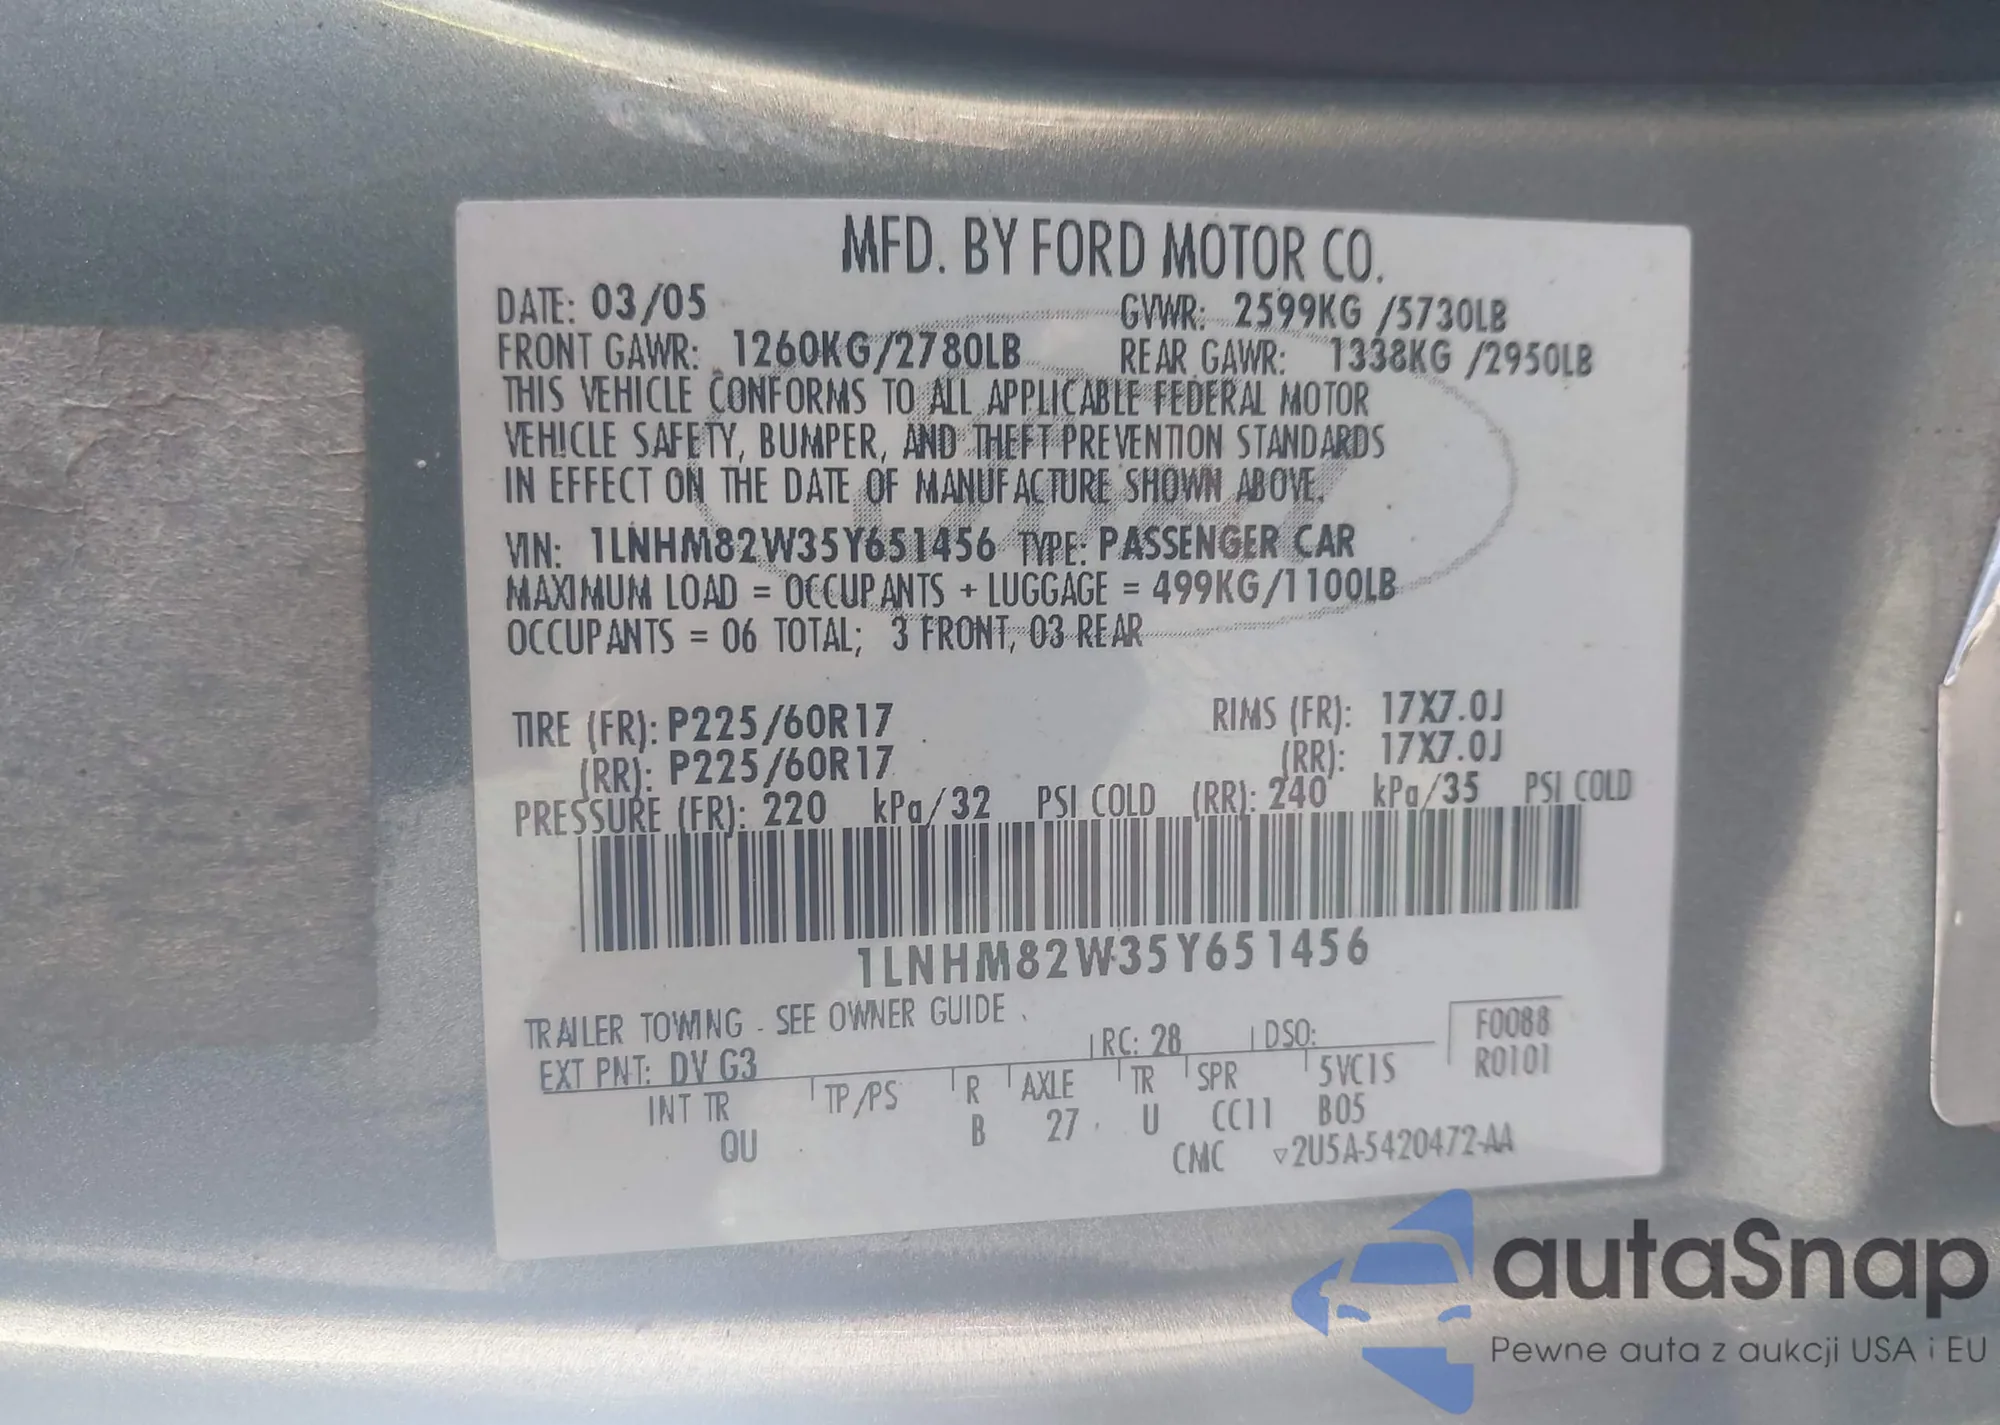 MFD. BY FORD MOTOR CO.
DATE: 03/05 GVWR: 2599KG /5730LB
FRONT GAWR: 1260KG/2780LB REAR GAWR: 1338KG /2950LB
THIS VEHICLE CONFORMS TO ALL APPLICABLE FEDERAL MOTOR
VEHICLE SAFETY, BUMPER, AND THEFT PREVENTION STANDARDS
IN EFFECT ON THE DATE OF MANUFACTURE SHOWN ABOVE.
VIN: 1LNHM82W35Y651456 TYPE: PASSENGER CAR
MAXIMUM LOAD = OCCUPANTS + LUGGAGE = 499KG/1100LB
OCCUPANTS = 06 TOTAL; 3 FRONT, 03 REAR
TIRE (FR): P225/60R17 RIMS (FR): 17X7.0J
(RR): P225/60R17 (RR): 17X7.0J
PRESSURE (FR): 220 kPa/32 PSI COLD (RR): 240 kPa/35 PSI COLD
1LNHM82W35Y651456
TRAILER TOWING - SEE OWNER GUIDE
EXT PNT: DV G3 RC: 28 DSO: F0088
R0101
INT TR TP/PS R AXLE TR SPR 5VC1S
QU B 27 U CC11 B05
CMC ▽2U5A-5420472-AA
autaSnap
Pewne auta z aukcji USA i EU